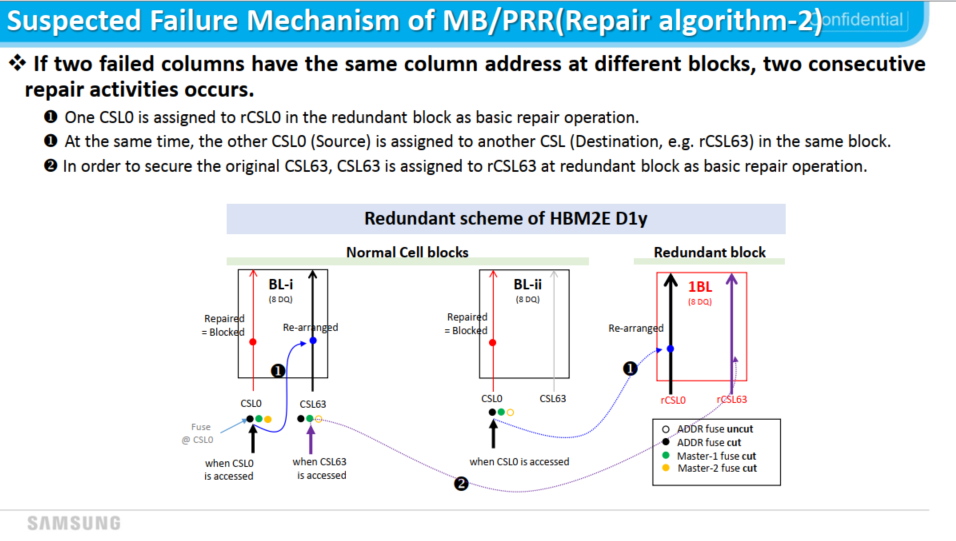 Suspected Failure Mechanism of MB/PRR(Repair algorithm-2)
Confidential
❖ If two failed columns have the same column address at different blocks, two consecutive
repair activities occurs.
❶ One CSL0 is assigned to rCSL0 in the redundant block as basic repair operation.
❶ At the same time, the other CSL0 (Source) is assigned to another CSL (Destination, e.g. rCSL63) in the same block.
❷ In order to secure the original CSL63, CSL63 is assigned to rCSL63 at redundant block as basic repair operation.
Redundant scheme of HBM2E D1y
Normal Cell blocks
Redundant block
BL-i
(8 DQ)
Repaired
= Blocked
Re-arranged
❶
CSL0
CSL63
Fuse
@ CSL0
when CSL0
is accessed
when CSL63
is accessed
BL-ii
(8 DQ)
Repaired
= Blocked
CSL0
CSL63
when CSL0 is accessed
❷
1BL
(8 DQ)
Re-arranged
❶
rCSL0
rCSL63
ADDR fuse uncut
ADDR fuse cut
Master-1 fuse cut
Master-2 fuse cut
SAMSUNG